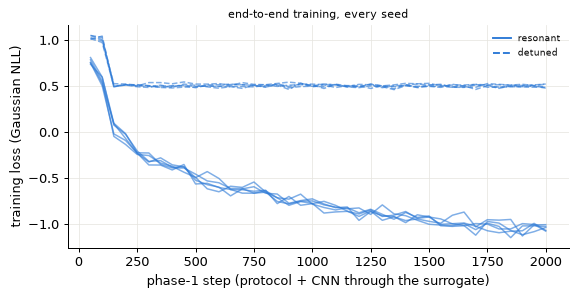 end-to-end training, every seed
resonant
detuned
training loss (Gaussian NLL)
1.0
0.5
0.0
−0.5
−1.0
0 250 500 750 1000 1250 1500 1750 2000
phase-1 step (protocol + CNN through the surrogate)